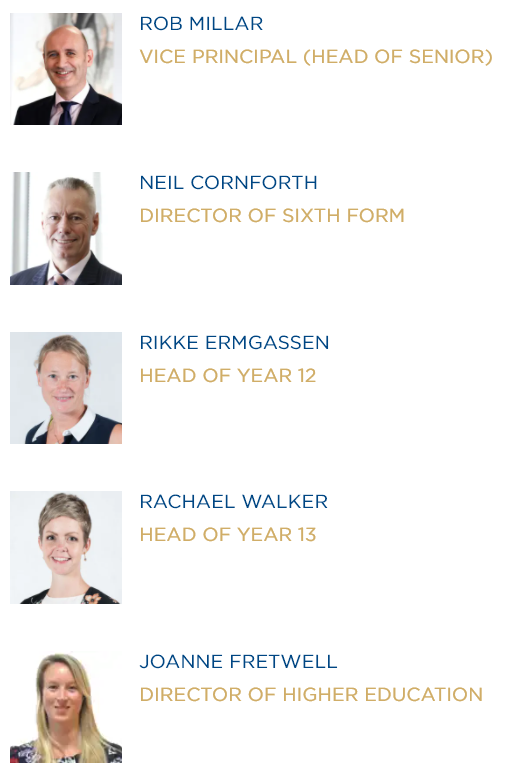 ROB MILLAR
VICE PRINCIPAL (HEAD OF SENIOR)
NEIL CORNFORTH
DIRECTOR OF SIXTH FORM
RIKKE ERMGASSEN
HEAD OF YEAR 12
RACHAEL WALKER
HEAD OF YEAR 13
JOANNE FRETWELL
DIRECTOR OF HIGHER EDUCATION